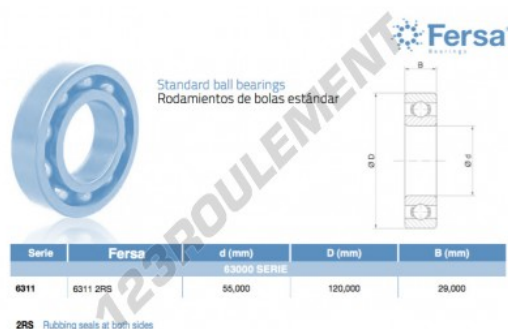 Fersa
Bearings
Standard ball bearings
Rodamientos de bolas estándar
B
Ø D
Ø d
123ROULEMENT
Serie Fersa d (mm) D (mm) B (mm)
63000 SERIE
6311 6311 2RS 55,000 120,000 29,000
2RS Rubbing seals at both sides